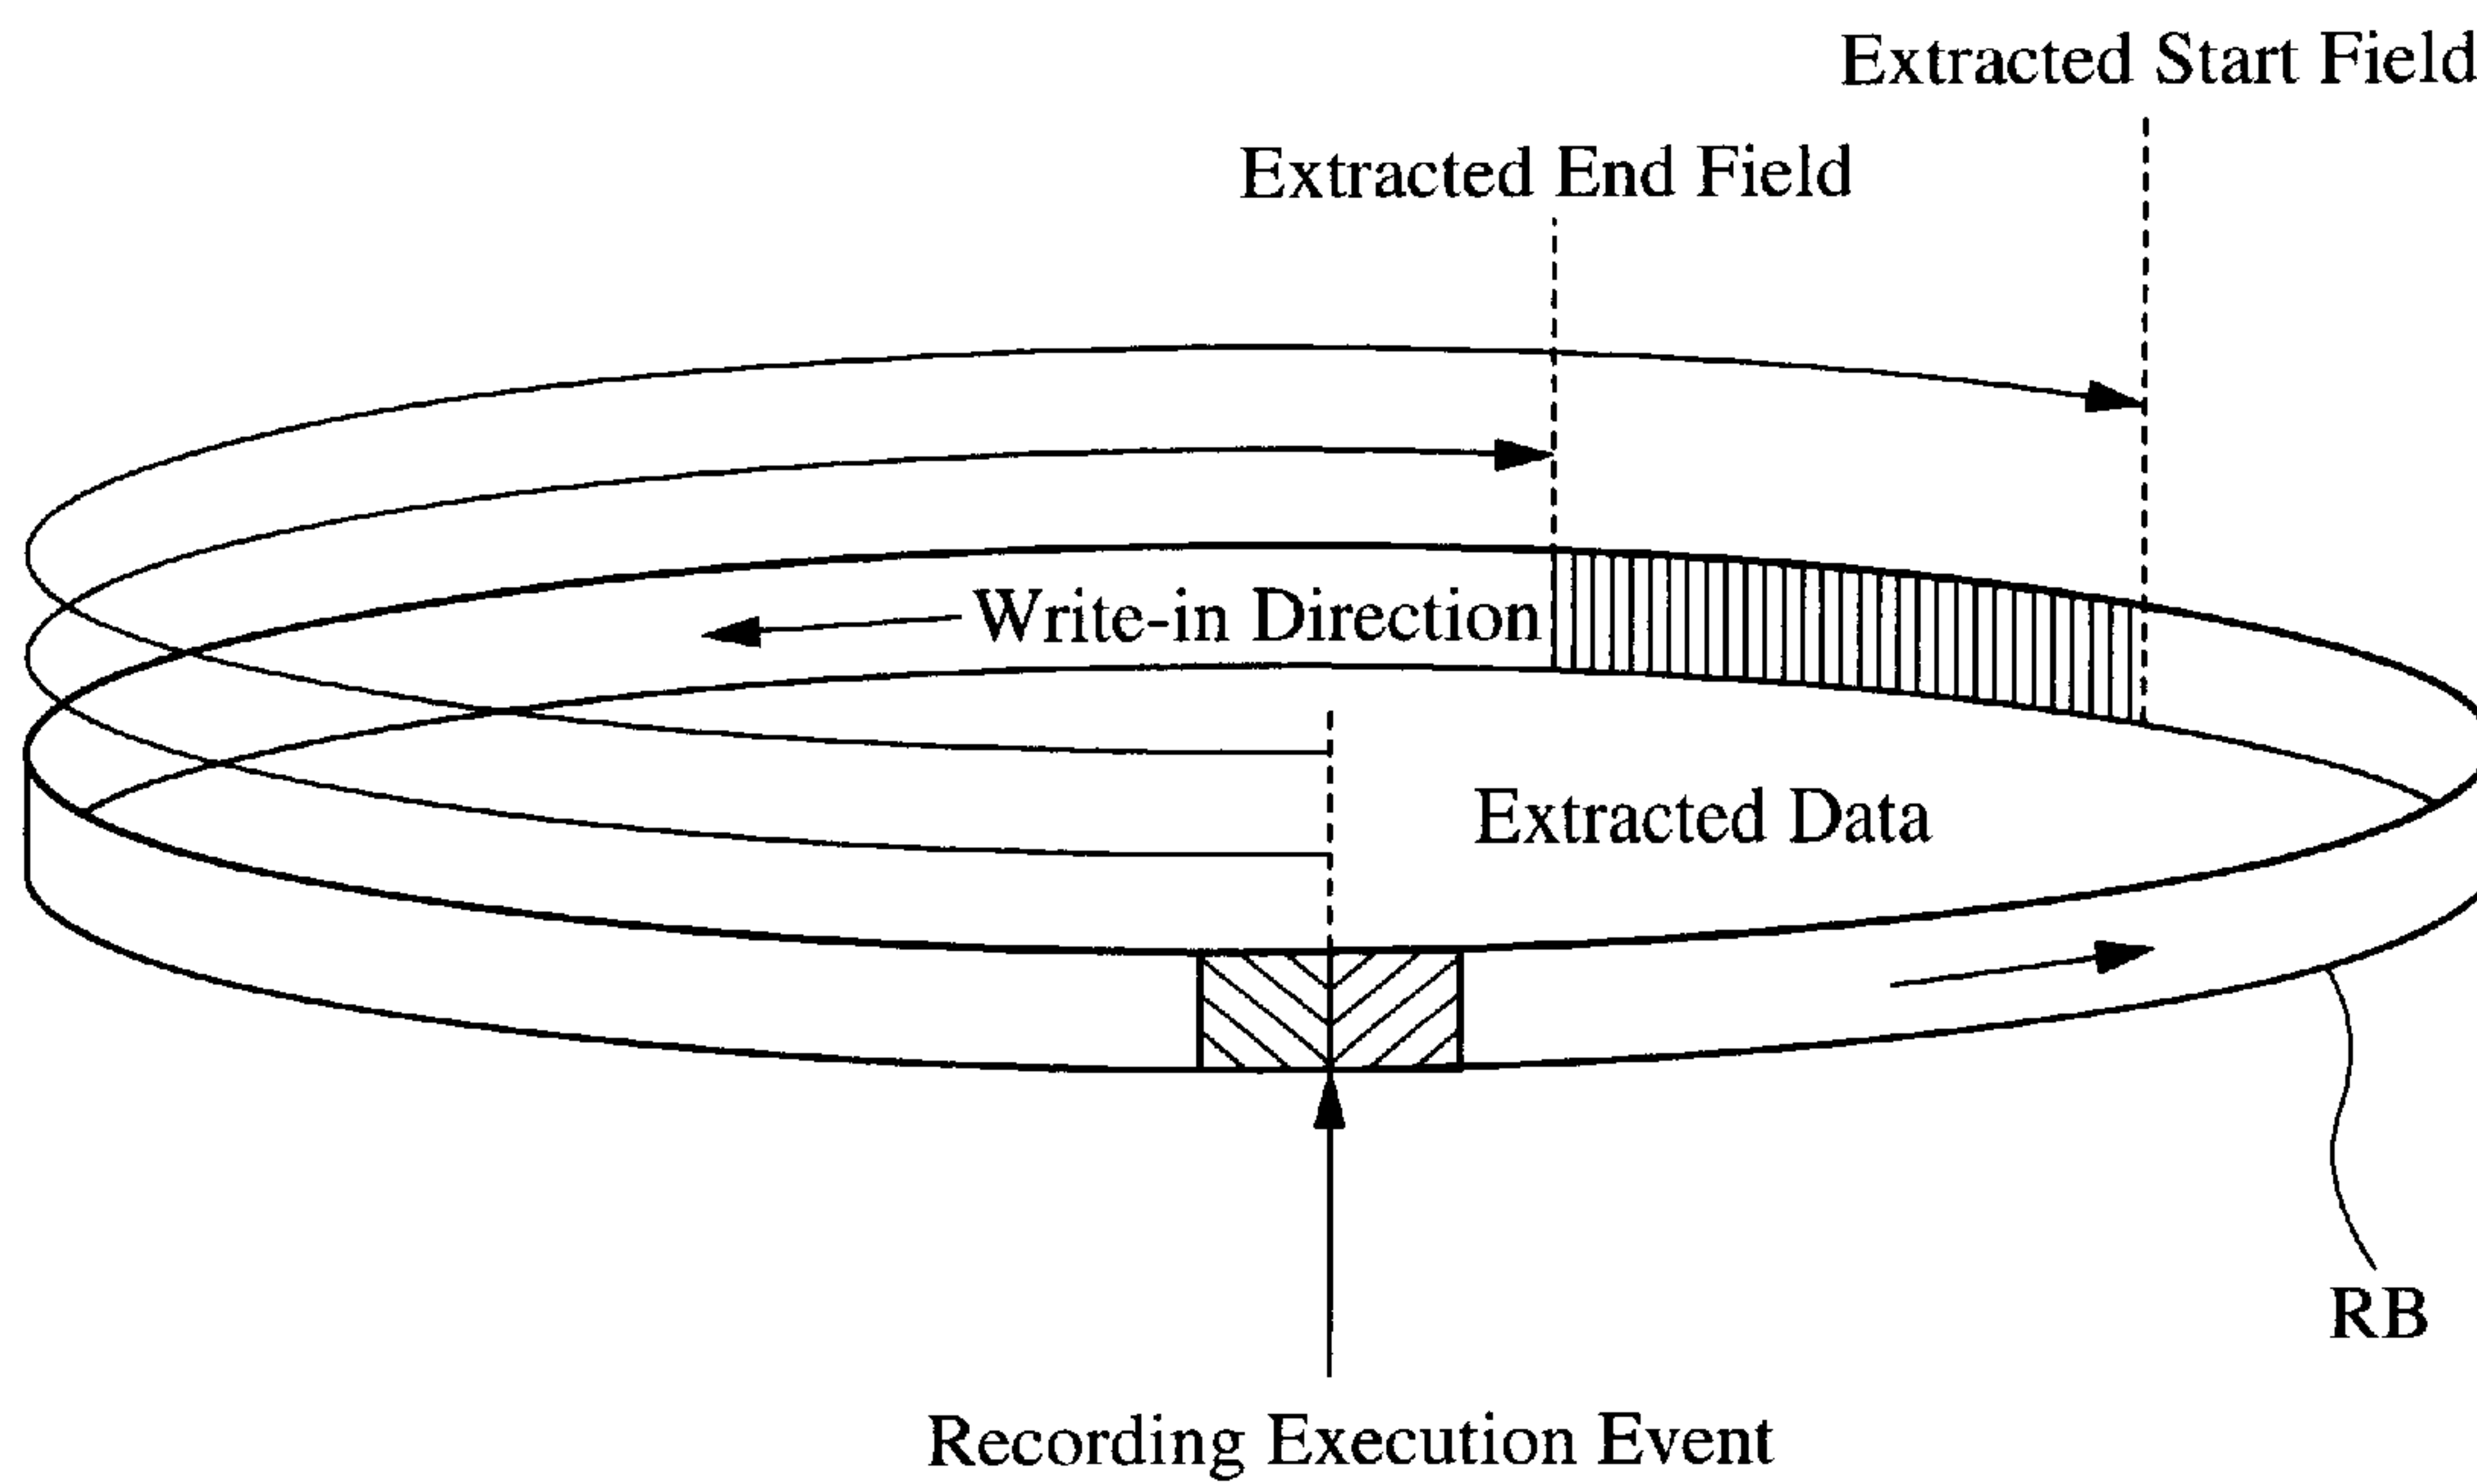 Extracted Start Field
Extracted End Field
Write-in Direction
Extracted Data
RB
Recording Execution Event